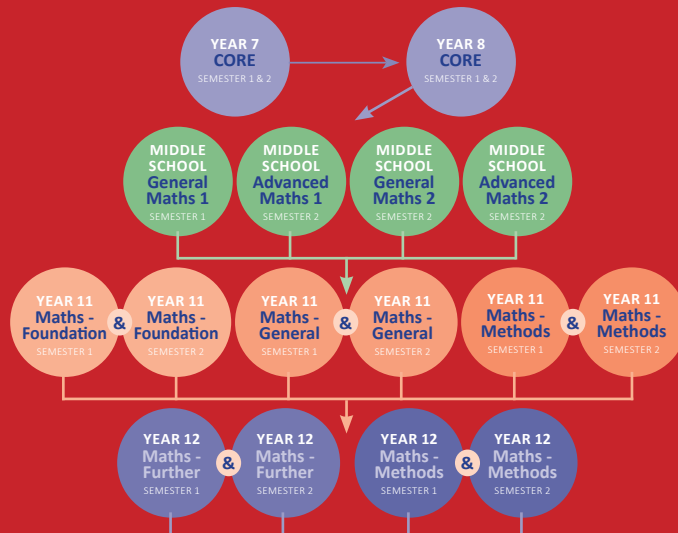 YEAR 7
CORE
SEMESTER 1 & 2
YEAR 8
CORE
SEMESTER 1 & 2
MIDDLE
SCHOOL
General
Maths 1
SEMESTER 1
MIDDLE
SCHOOL
Advanced
Maths 1
SEMESTER 2
MIDDLE
SCHOOL
General
Maths 2
SEMESTER 2
MIDDLE
SCHOOL
Advanced
Maths 2
SEMESTER 2
YEAR 11
Maths -
Foundation
SEMESTER 1
&
YEAR 11
Maths -
Foundation
SEMESTER 2
YEAR 11
Maths -
General
SEMESTER 1
&
YEAR 11
Maths -
General
SEMESTER 2
YEAR 11
Maths -
Methods
SEMESTER 1
&
YEAR 11
Maths -
Methods
SEMESTER 2
YEAR 12
Maths -
Further
SEMESTER 1
&
YEAR 12
Maths -
Further
SEMESTER 2
YEAR 12
Maths -
Methods
SEMESTER 1
&
YEAR 12
Maths -
Methods
SEMESTER 2